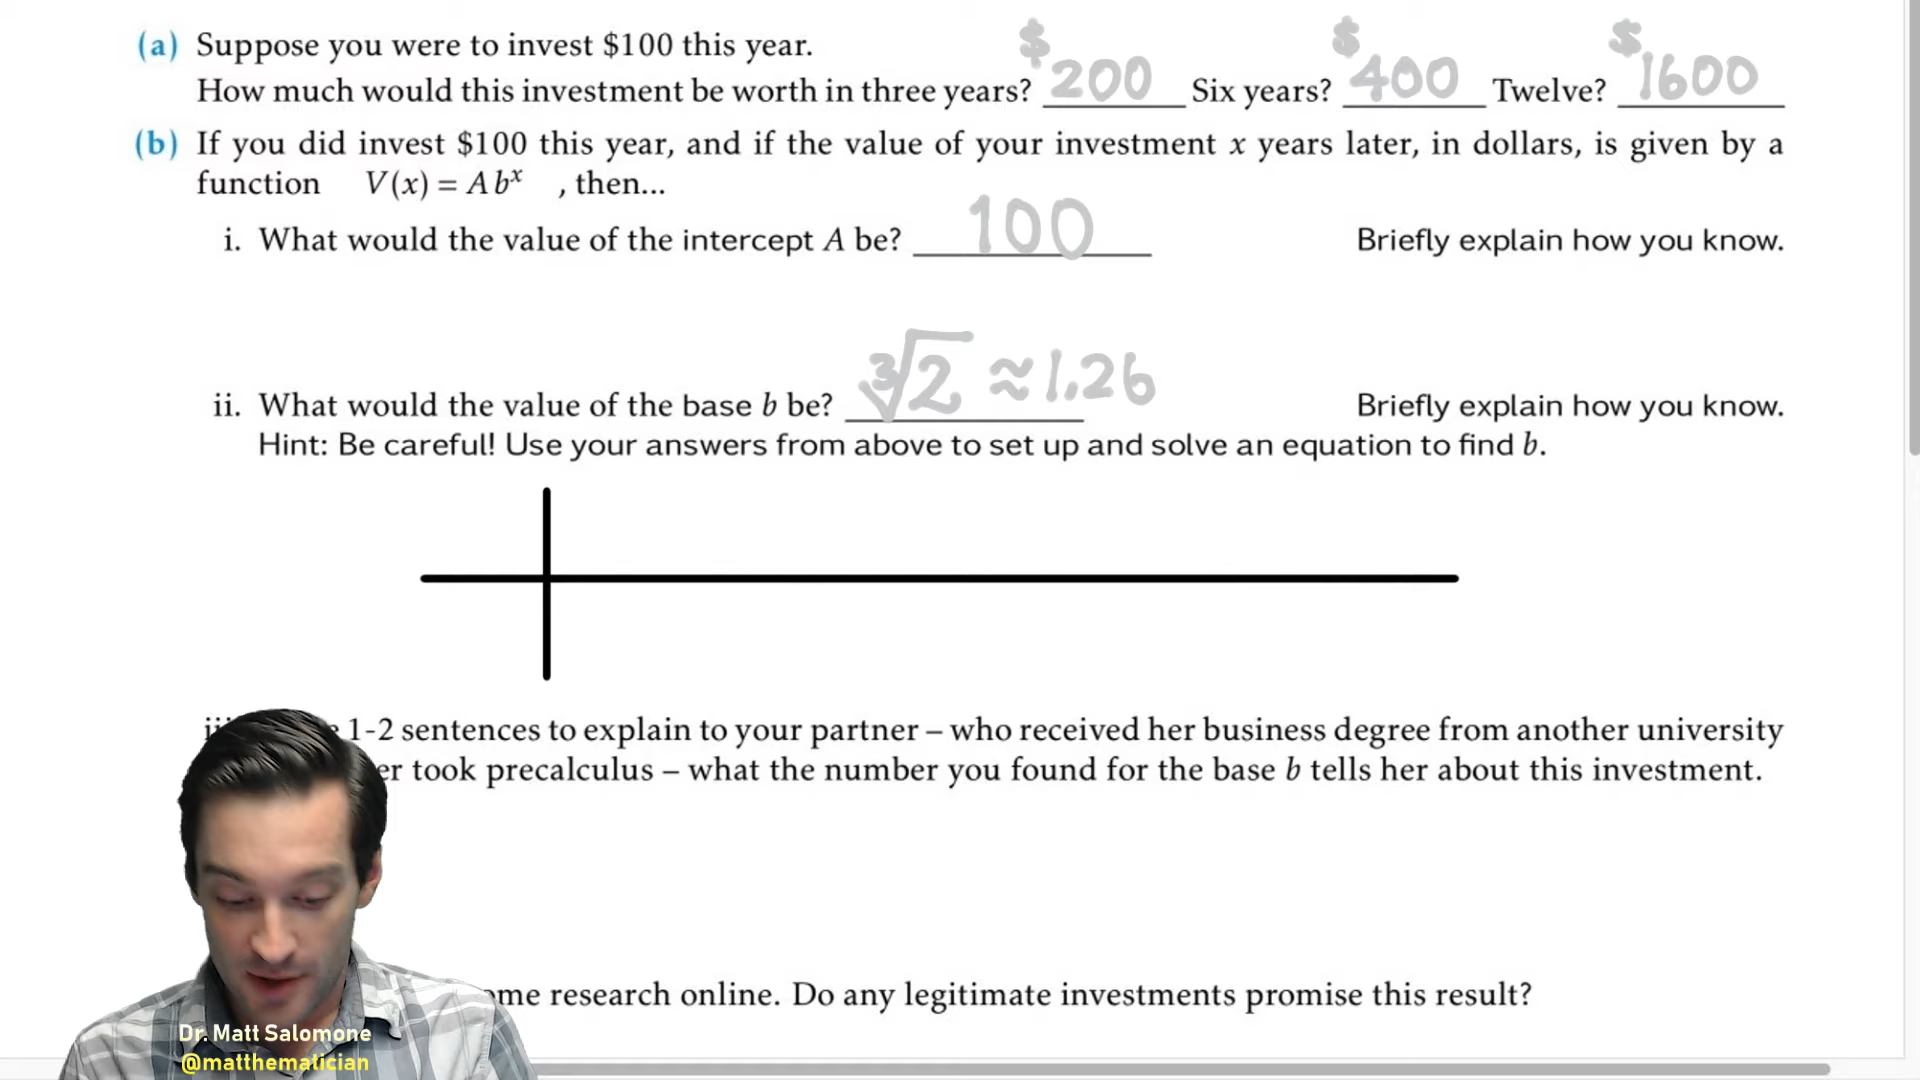 (a) Suppose you were to invest $100 this year.
How much would this investment be worth in three years? $200 Six years? $400 Twelve? $1600
(b) If you did invest $100 this year, and if the value of your investment x years later, in dollars, is given by a
function V(x) = A bˣ , then...
i. What would the value of the intercept A be? 100 Briefly explain how you know.
ii. What would the value of the base b be? ∛2 ≈ 1.26 Briefly explain how you know.
Hint: Be careful! Use your answers from above to set up and solve an equation to find b.
1-2 sentences to explain to your partner – who received her business degree from another university
took precalculus – what the number you found for the base b tells her about this investment.
research online. Do any legitimate investments promise this result?
Dr. Matt Salomone
@matthematician